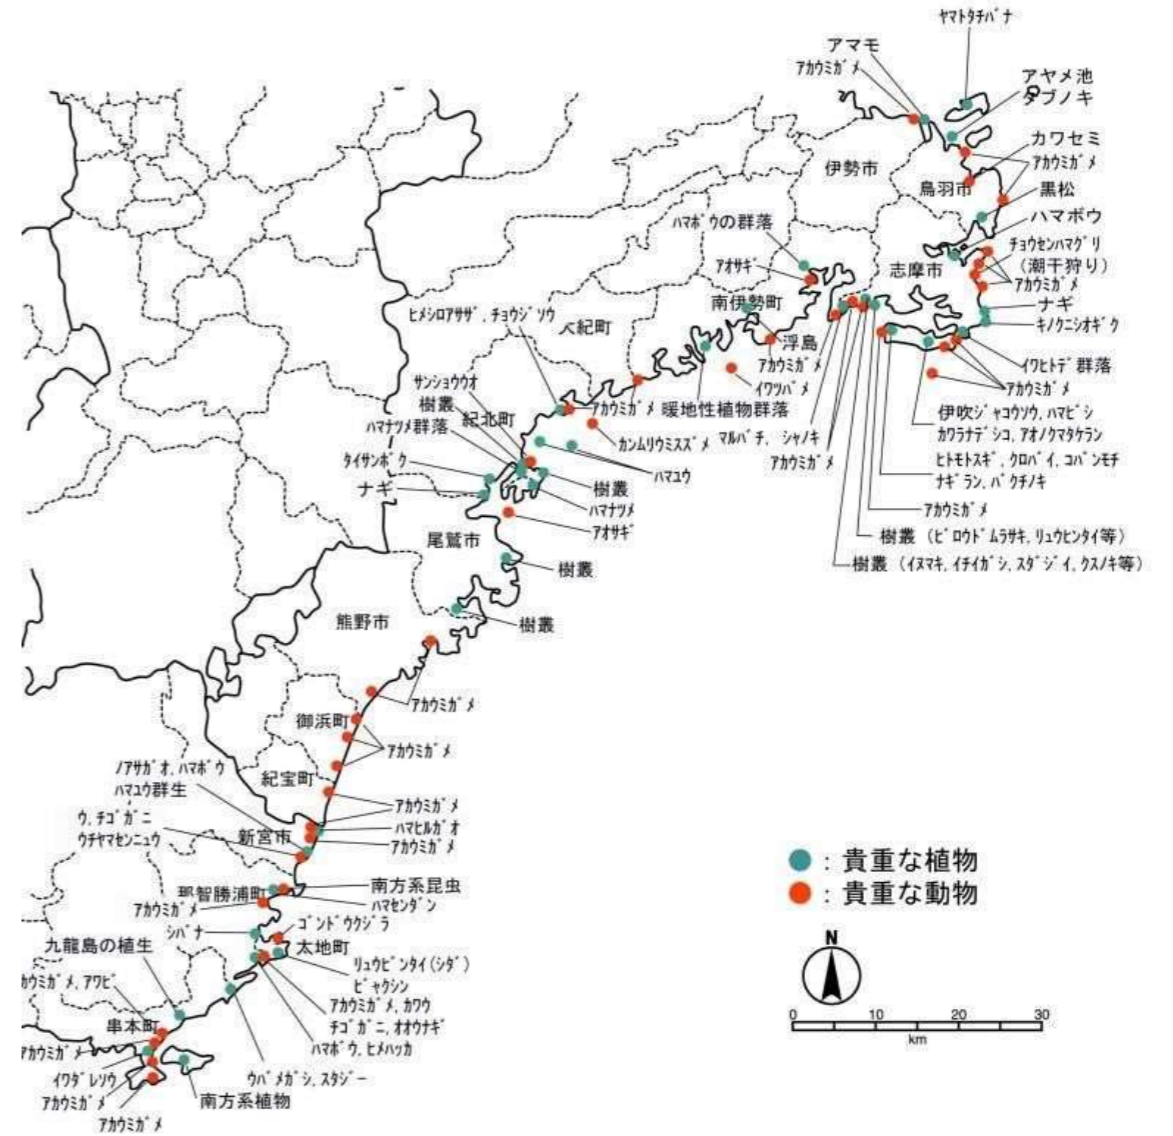 ﾔﾏﾄﾀﾁﾊﾞﾅ
アマモ
ｱｶｳﾐｶﾞﾒ
アヤメ池
タブノキ
カワセミ
ｱｶｳﾐｶﾞﾒ
伊勢市
鳥羽市
黒松
ハマボウ
ﾊﾏﾎﾞｳの群落
ﾁｮｳｾﾝﾊﾏｸﾞﾘ
（潮干狩り）
ｱｵｻｷﾞ
志摩市
ｱｶｳﾐｶﾞﾒ
南伊勢町
ナギ
ｷﾉｸﾆｼｵｷﾞｸ
ﾋﾒｼﾛｱｻｻﾞ,ﾁｮｳｼﾞｿｳ
大紀町
浮島
ｱｶｳﾐｶﾞﾒ
ｲﾜﾋﾄﾃﾞ群落
ｲﾜﾂﾊﾞﾒ
ｱｶｳﾐｶﾞﾒ
ｻﾝｼｮｳｳｵ
樹叢
紀北町
ｱｶｳﾐｶﾞﾒ
暖地性植物群落
伊吹ｼﾞｬｺｳｿｳ,ﾊﾏﾋﾞｼ
ｶﾜﾗﾅﾃﾞｼｺ,ｱｵﾉｸﾏﾀｹﾗﾝ
ﾊﾏﾅﾂﾒ群落
ｶﾝﾑﾘｳﾐｽｽﾞﾒ
ﾏﾙﾊﾞﾁ,ｼｬﾉｷ
ｱｶｳﾐｶﾞﾒ
ﾋﾄﾓﾄｽｷﾞ,ｸﾛﾊﾞｲ,ｺﾊﾞﾝﾓﾁ
ﾅｷﾞﾗﾝ,ﾊﾞｸﾁﾉｷ
ﾀｲｻﾝﾎﾞｸ
ﾊﾏﾕｳ
ナギ
樹叢
ﾊﾏﾅﾂﾒ
ｱｵｻｷﾞ
ｱｶｳﾐｶﾞﾒ
樹叢（ﾋﾞﾛｳﾄﾞﾑﾗｻｷ,ﾘｭｳﾋﾞﾝﾀｲ等）
樹叢（ｲﾇﾏｷ,ｲﾁｲｶﾞｼ,ｽﾀﾞｼﾞｲ,ｸｽﾉｷ等）
尾鷲市
樹叢
熊野市
樹叢
ｱｶｳﾐｶﾞﾒ
御浜町
ｱｶｳﾐｶﾞﾒ
紀宝町
ﾉｱｻｶﾞｵ,ﾊﾏﾎﾞｳ
ﾊﾏﾕｳ群生
ｳ,ﾁｺﾞｶﾞﾆ
ｳﾁﾔﾏｾﾝﾆｭｳ
ｱｶｳﾐｶﾞﾒ
ﾊﾏﾋﾙｶﾞｵ
ｱｶｳﾐｶﾞﾒ
新宮市
：貴重な植物
：貴重な動物
那智勝浦町
南方系昆虫
ﾊﾏｾﾝﾀﾞﾝ
ｱｶｳﾐｶﾞﾒ
ｼﾊﾞﾅ
ｺﾞﾝﾄﾞｳｸｼﾞﾗ
太地町
九龍島の植生
ﾘｭｳﾋﾞﾝﾀｲ(ｼﾀﾞ)
ﾋﾞｬｸｼﾝ
ｶｳﾐｶﾞﾒ,ｱﾜﾋﾞ
ｱｶｳﾐｶﾞﾒ,ｶﾜｳ
ﾁｺﾞｶﾞﾆ,ｵｵｳﾅｷﾞ
串本町
ﾊﾏﾎﾞｳ,ﾋﾒﾊｯｶ
ｱｶｳﾐｶﾞﾒ
ｲﾜﾀﾞﾚｿｳ
ｳﾊﾞﾒｶﾞｼ,ｽﾀｼﾞｰ
ｱｶｳﾐｶﾞﾒ
南方系植物
ｱｶｳﾐｶﾞﾒ
N
0 10 20 30
km